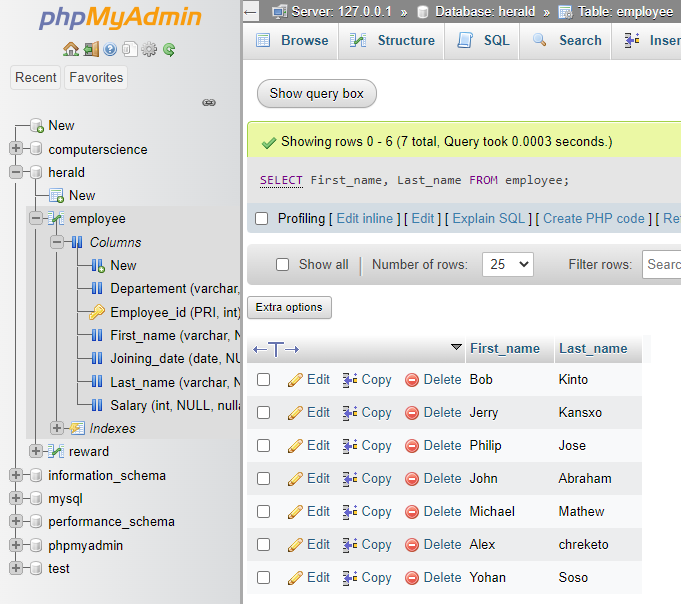 phpMyAdmin
Recent Favorites
New
computerscience
herald
New
employee
Columns
New
Departement (varchar,
Employee_id (PRI, int)
First_name (varchar, N
Joining_date (date, NU
Last_name (varchar, N
Salary (int, NULL, nulla
Indexes
reward
information_schema
mysql
performance_schema
phpmyadmin
test
Server: 127.0.0.1 » Database: herald » Table: employee
Browse Structure SQL Search Inser
Show query box
Showing rows 0 - 6 (7 total, Query took 0.0003 seconds.)
SELECT First_name, Last_name FROM employee;
Profiling [ Edit inline ] [ Edit ] [ Explain SQL ] [ Create PHP code ] [ Re
Show all | Number of rows: 25 Filter rows: Searc
Extra options
←T→ First_name Last_name
Edit Copy Delete Bob Kinto
Edit Copy Delete Jerry Kansxo
Edit Copy Delete Philip Jose
Edit Copy Delete John Abraham
Edit Copy Delete Michael Mathew
Edit Copy Delete Alex chreketo
Edit Copy Delete Yohan Soso